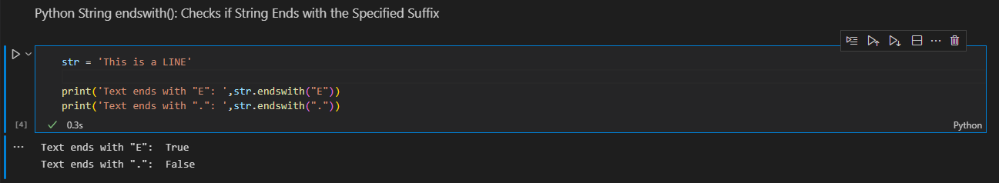 Python String endswith(): Checks if String Ends with the Specified Suffix
str = 'This is a LINE'
print('Text ends with "E": ',str.endswith("E"))
print('Text ends with ".": ',str.endswith("."))
[4] 0.3s Python
Text ends with "E":  True
Text ends with ".":  False